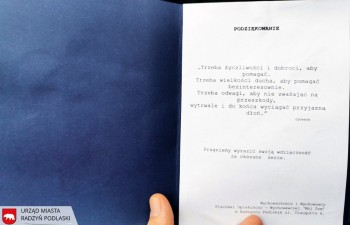 PODZIĘKOWANIE
„Trzeba życzliwości i dobroci, aby
pomagać.
Trzeba wielkości ducha, aby pomagać
bezinteresownie.
Trzeba odwagi, aby nie zważając na
przeszkody,
wytrwale i do końca wyciągać przyjazną
dłoń."
Pragniemy wyrazić swoją wdzięczność
za okazane serce.
Wychowankowie i Wychowawcy
Placówki Opiekuńczo - Wychowawczej "Mój Dom"
w Radzyniu Podlaskim ul.
URZĄD MIASTA
RADZYŃ PODLASKI